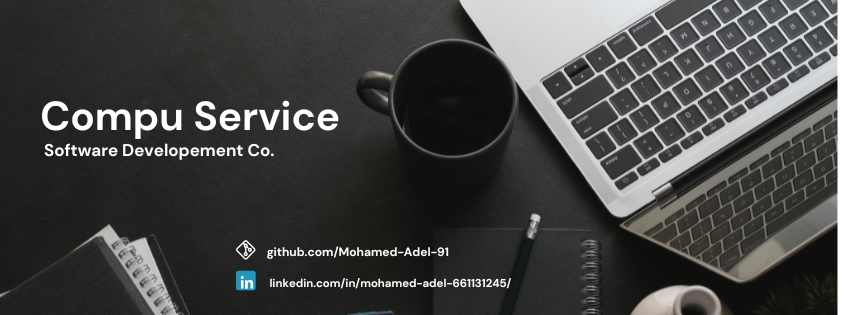 Compu Service
Software Developement Co.
github.com/Mohamed-Adel-91
linkedin.com/in/mohamed-adel-661131245/